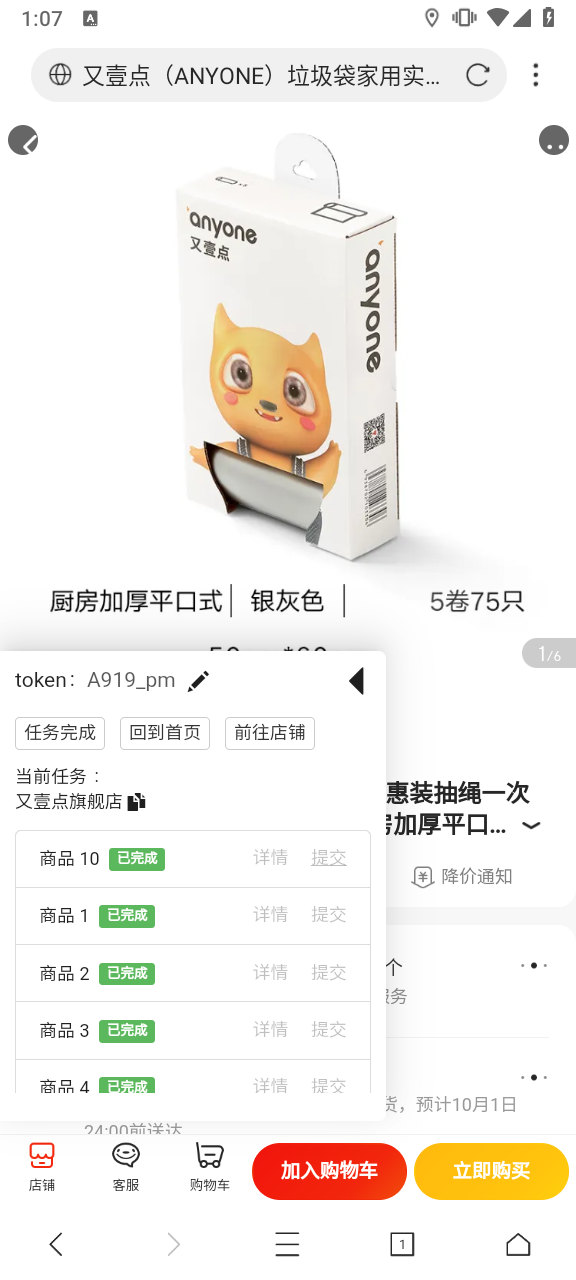 1:07
又壹点（ANYONE）垃圾袋家用实...
anyone
又壹点
anyone
厨房加厚平口式 银灰色 5卷75只
1/6
token: A919_pm
任务完成 回到首页 前往店铺
当前任务 :
又壹点旗舰店
惠装抽绳一次
加厚平口...
降价通知
商品 10 已完成 详情 提交
商品 1 已完成 详情 提交
商品 2 已完成 详情 提交
个
商品 3 已完成 详情 提交
商品 4 已完成 详情 提交
货，预计10月1日
24:00前送达
店铺 客服 购物车 加入购物车 立即购买
1